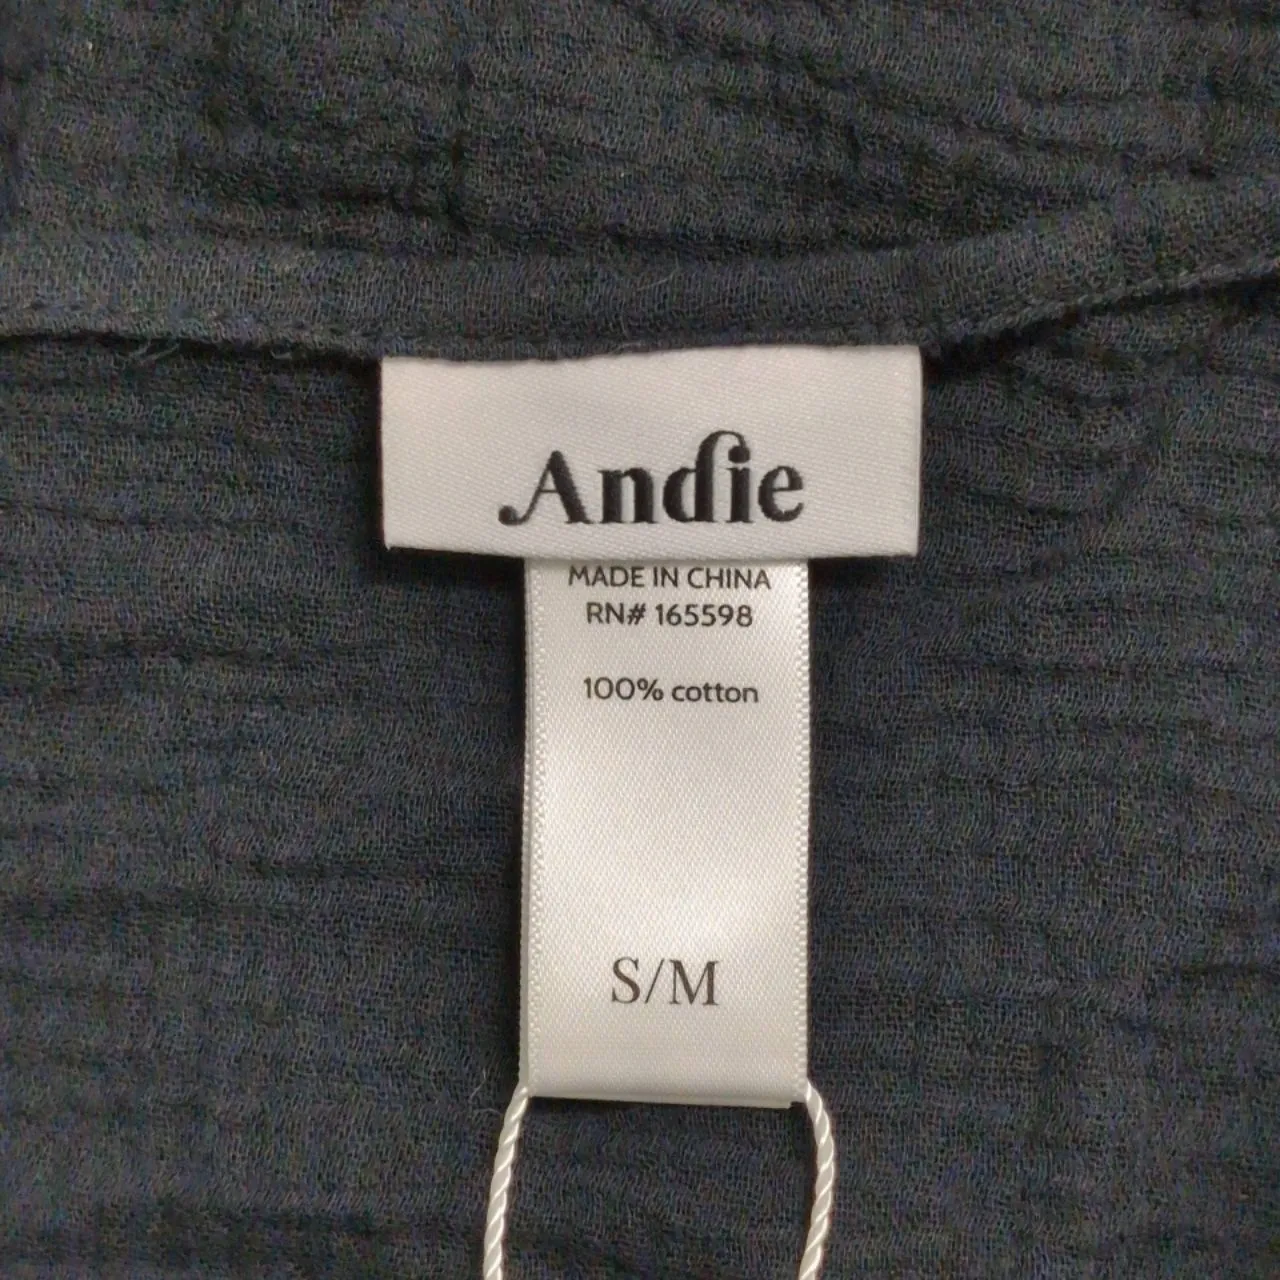 Andie
MADE IN CHINA
RN# 165598
100% cotton
S/M